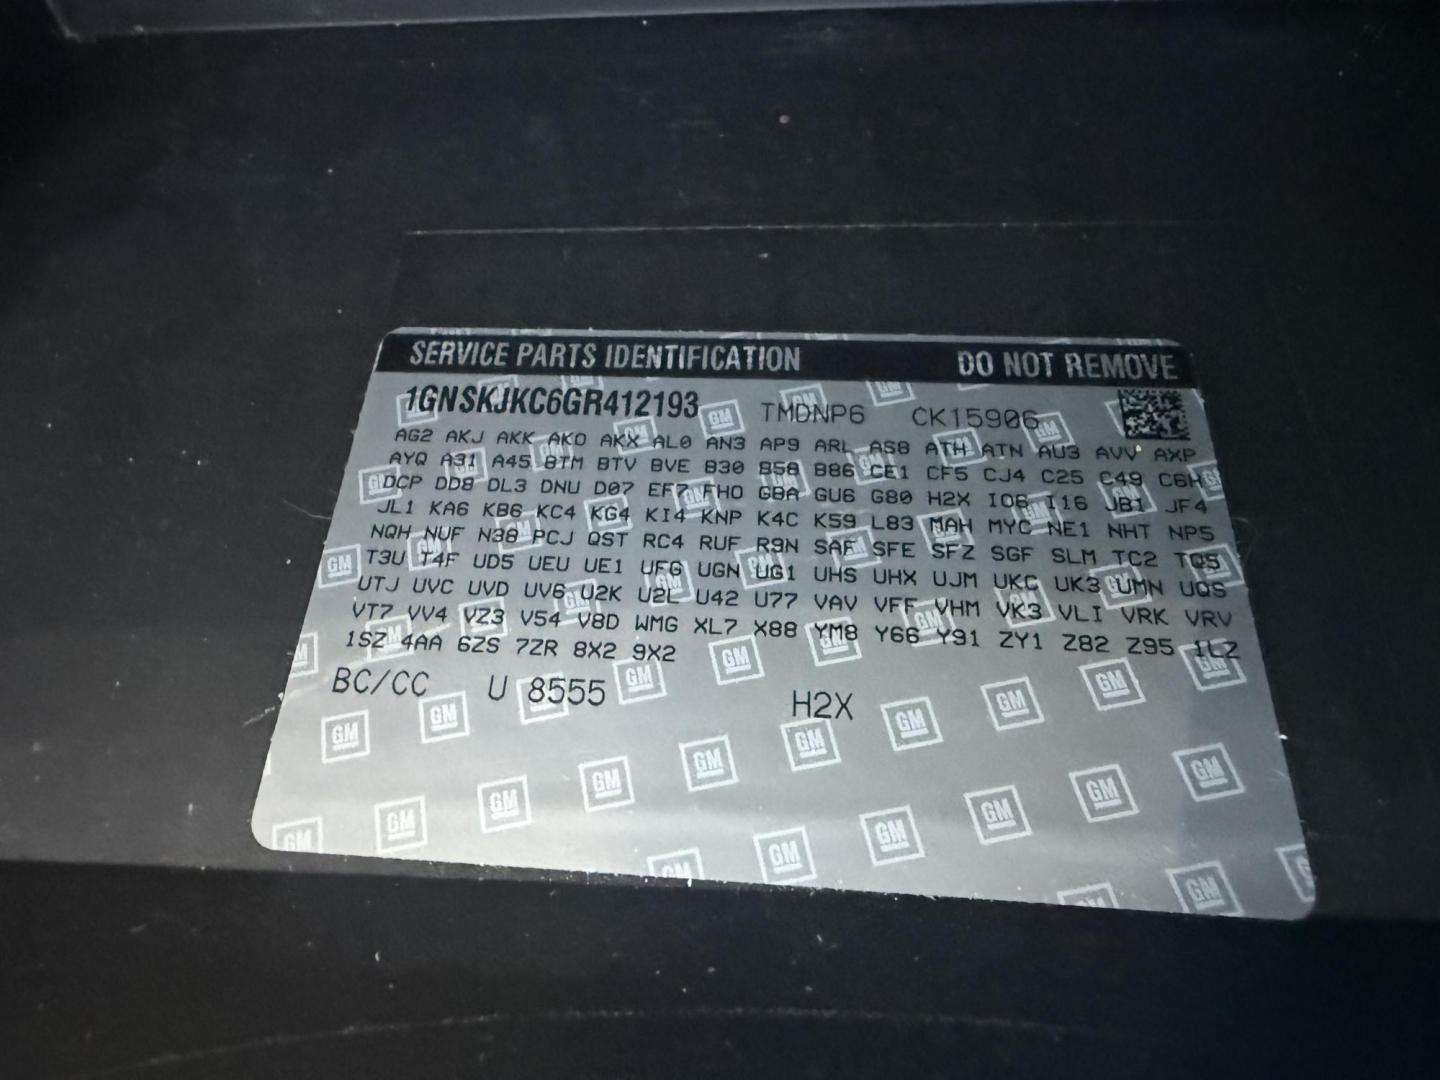 SERVICE PARTS IDENTIFICATION DO NOT REMOVE
1GNSKJKC6GR412193 TMDNP6 CK15906
AG2 AKJ AKK AKO AKX AL0 AN3 AP9 ARL AS8 ATH ATN AU3 AVV AXP
AYQ A31 A45 BTM BTV BVE B30 B58 B86 CE1 CF5 CJ4 C25 C49 C6H
DCP DD8 DL3 DNU D07 EF7 FHO GBA GU6 G80 H2X IO6 I16 JB1 JF4
JL1 KA6 KB6 KC4 KG4 KI4 KNP K4C K59 L83 MAH MYC NE1 NHT NP5
NQH NUF N38 PCJ QST RC4 RUF R9N SAF SFE SFZ SGF SLM TC2 TQ5
T3U T4F UD5 UEU UE1 UFG UGN UG1 UHS UHX UJM UKC UK3 UMN UQS
UTJ UVC UVD UV6 U2K U2L U42 U77 VAV VFF VHM VK3 VLI VRK VRV
VT7 VV4 VZ3 V54 V8D WMG XL7 X88 YM8 Y66 Y91 ZY1 Z82 Z95 1LZ
1SZ 4AA 6ZS 7ZR 8X2 9X2
BC/CC U 8555 H2X